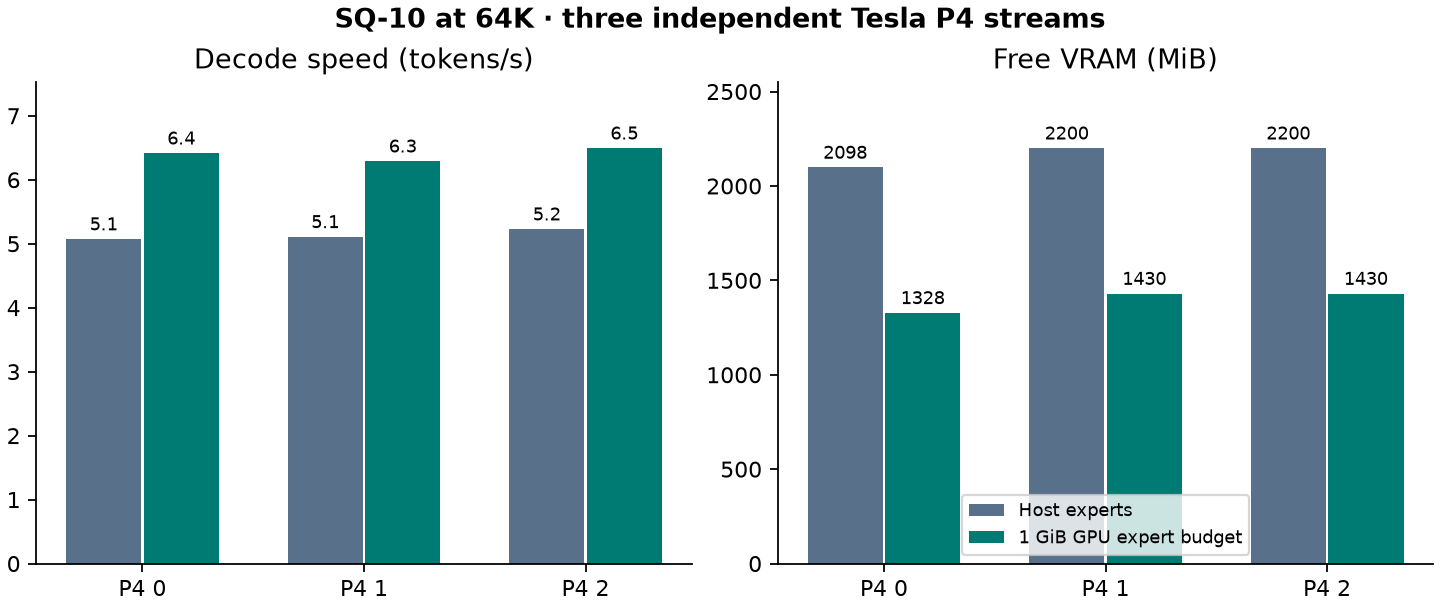 SQ-10 at 64K · three independent Tesla P4 streams
Decode speed (tokens/s)
7
6
5
4
3
2
1
0
5.1
6.4
5.1
6.3
5.2
6.5
P4 0
P4 1
P4 2
Free VRAM (MiB)
2500
2000
1500
1000
500
0
2098
1328
2200
1430
2200
1430
Host experts
1 GiB GPU expert budget
P4 0
P4 1
P4 2